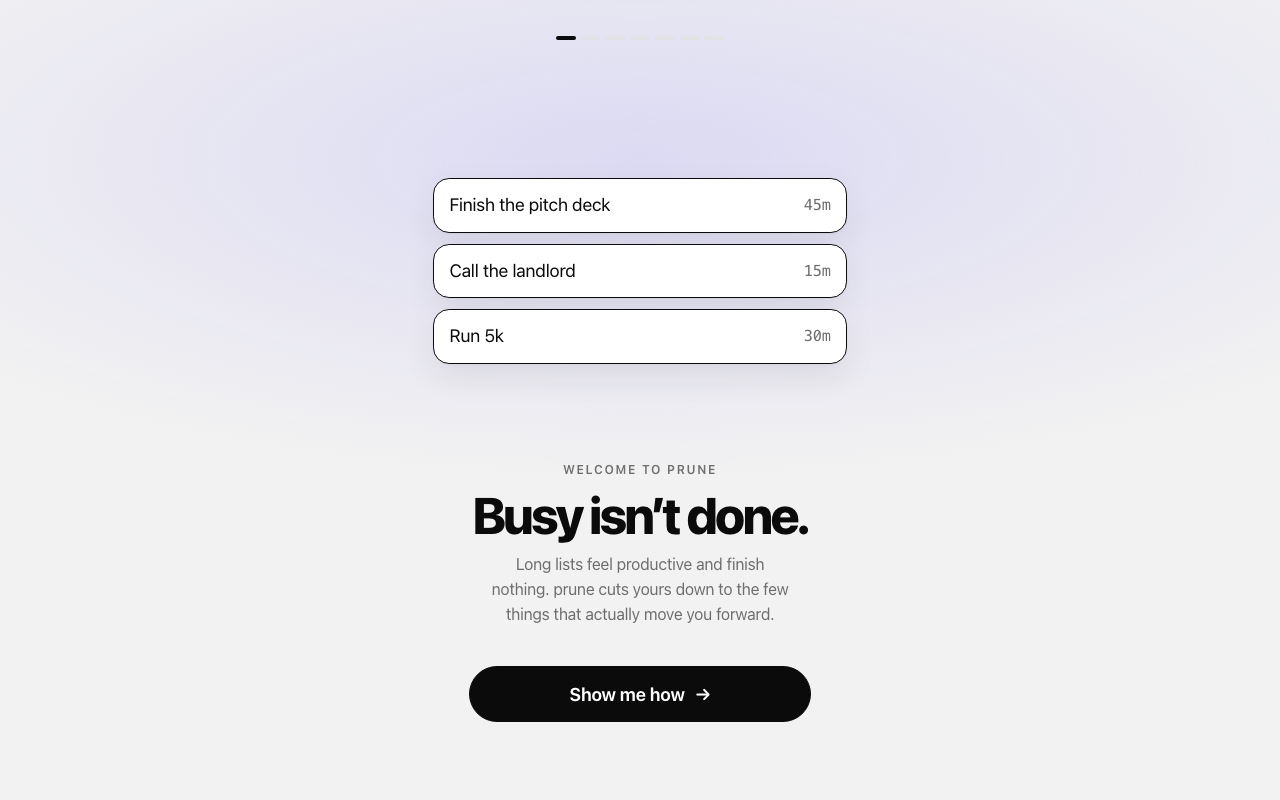 Finish the pitch deck 45m
Call the landlord 15m
Run 5k 30m
WELCOME TO PRUNE
Busy isn’t done.
Long lists feel productive and finish
nothing. prune cuts yours down to the few
things that actually move you forward.
Show me how →